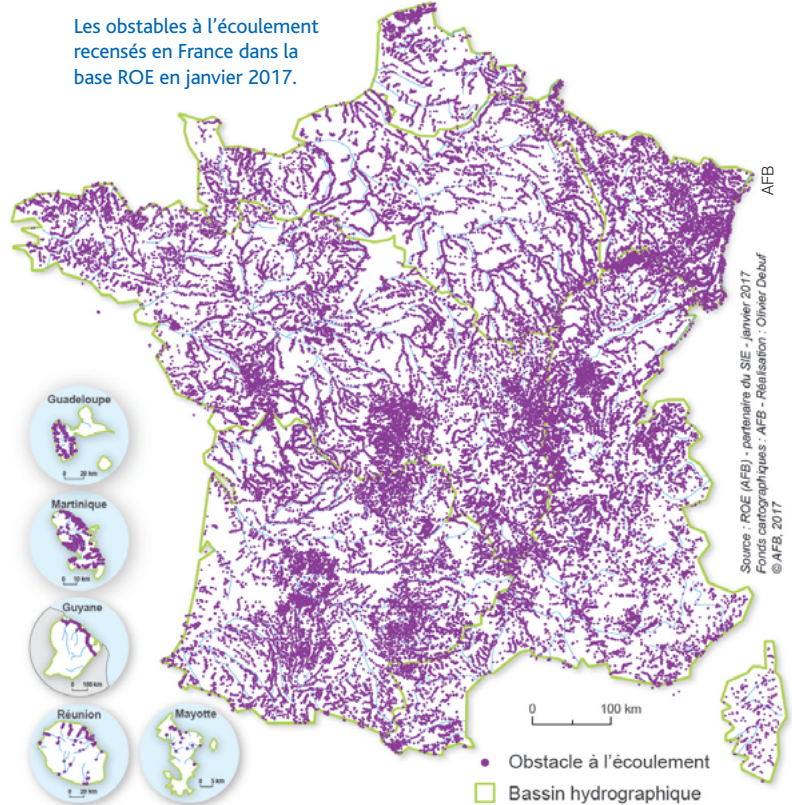 Les obstables à l'écoulement
recensés en France dans la
base ROE en janvier 2017.
AFB
Source : ROE (AFB) - partenaire du SIE - janvier 2017
Fonds cartographiques : AFB - Réalisation : Olivier Debuf
© AFB, 2017
Guadeloupe
0 20 km
Martinique
0 10 km
Guyane
0 100 km
Réunion
0 20 km
Mayotte
0 5 km
0 100 km
Obstacle à l'écoulement
Bassin hydrographique